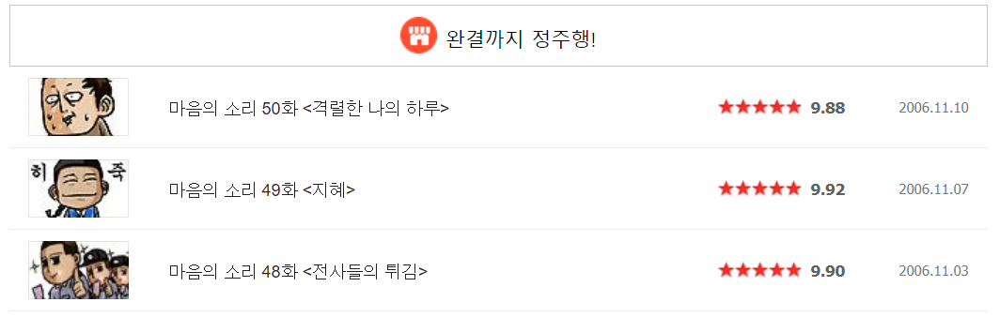 완결까지 정주행!
마음의 소리 50화 <격렬한 나의 하루> 9.88 2006.11.10
히 죽
마음의 소리 49화 <지혜> 9.92 2006.11.07
마음의 소리 48화 <전사들의 튀김> 9.90 2006.11.03